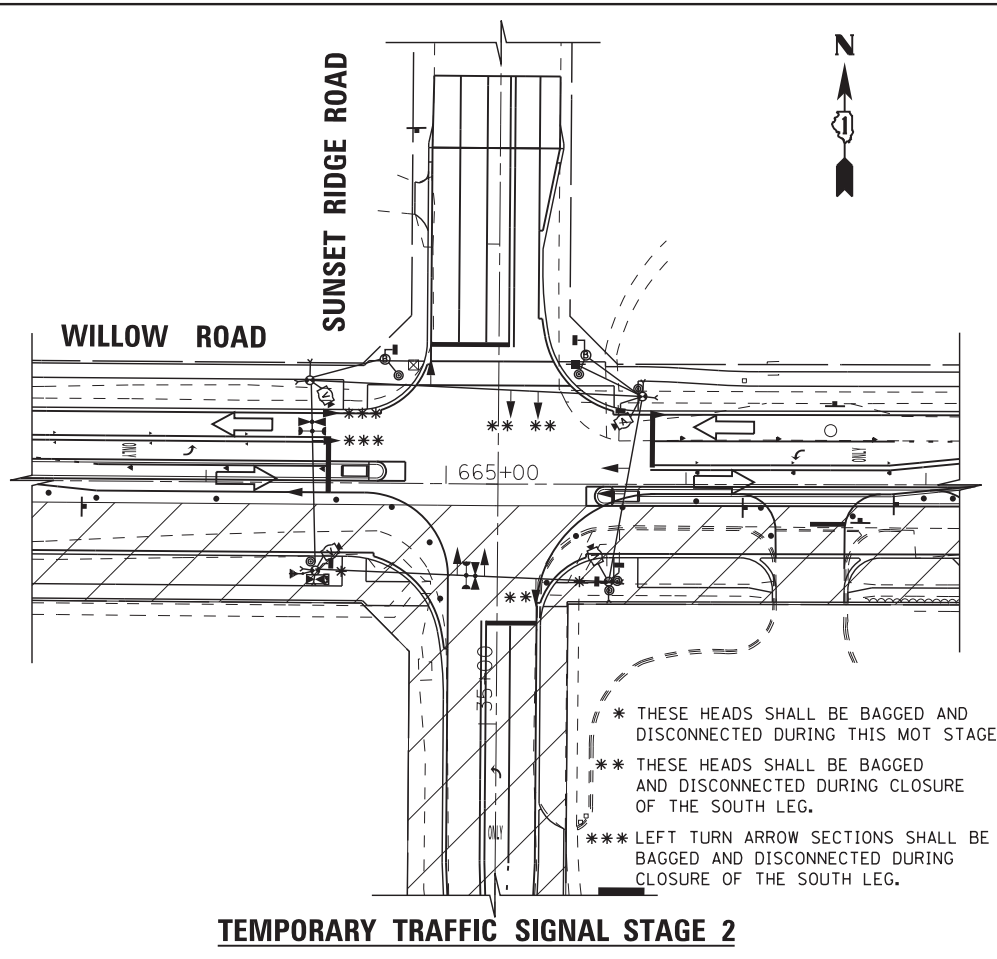 N
1
SUNSET RIDGE ROAD
WILLOW ROAD
ONLY
ONLY
665+00
** **
***
***
*
*
**
135+00
ONLY
* THESE HEADS SHALL BE BAGGED AND
DISCONNECTED DURING THIS MOT STAGE
** THESE HEADS SHALL BE BAGGED
AND DISCONNECTED DURING CLOSURE
OF THE SOUTH LEG.
*** LEFT TURN ARROW SECTIONS SHALL BE
BAGGED AND DISCONNECTED DURING
CLOSURE OF THE SOUTH LEG.
TEMPORARY TRAFFIC SIGNAL STAGE 2